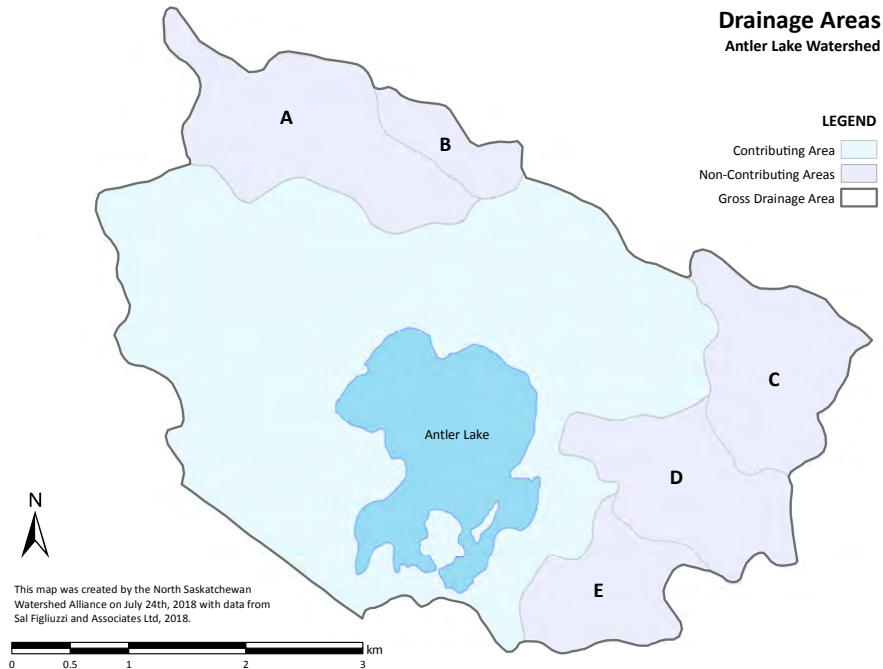 Drainage Areas
Antler Lake Watershed
LEGEND
Contributing Area
Non-Contributing Areas
Gross Drainage Area
A
B
C
Antler Lake
D
E
N
This map was created by the North Saskatchewan
Watershed Alliance on July 24th, 2018 with data from
Sal Figliuzzi and Associates Ltd, 2018.
km
0 0.5 1 2 3